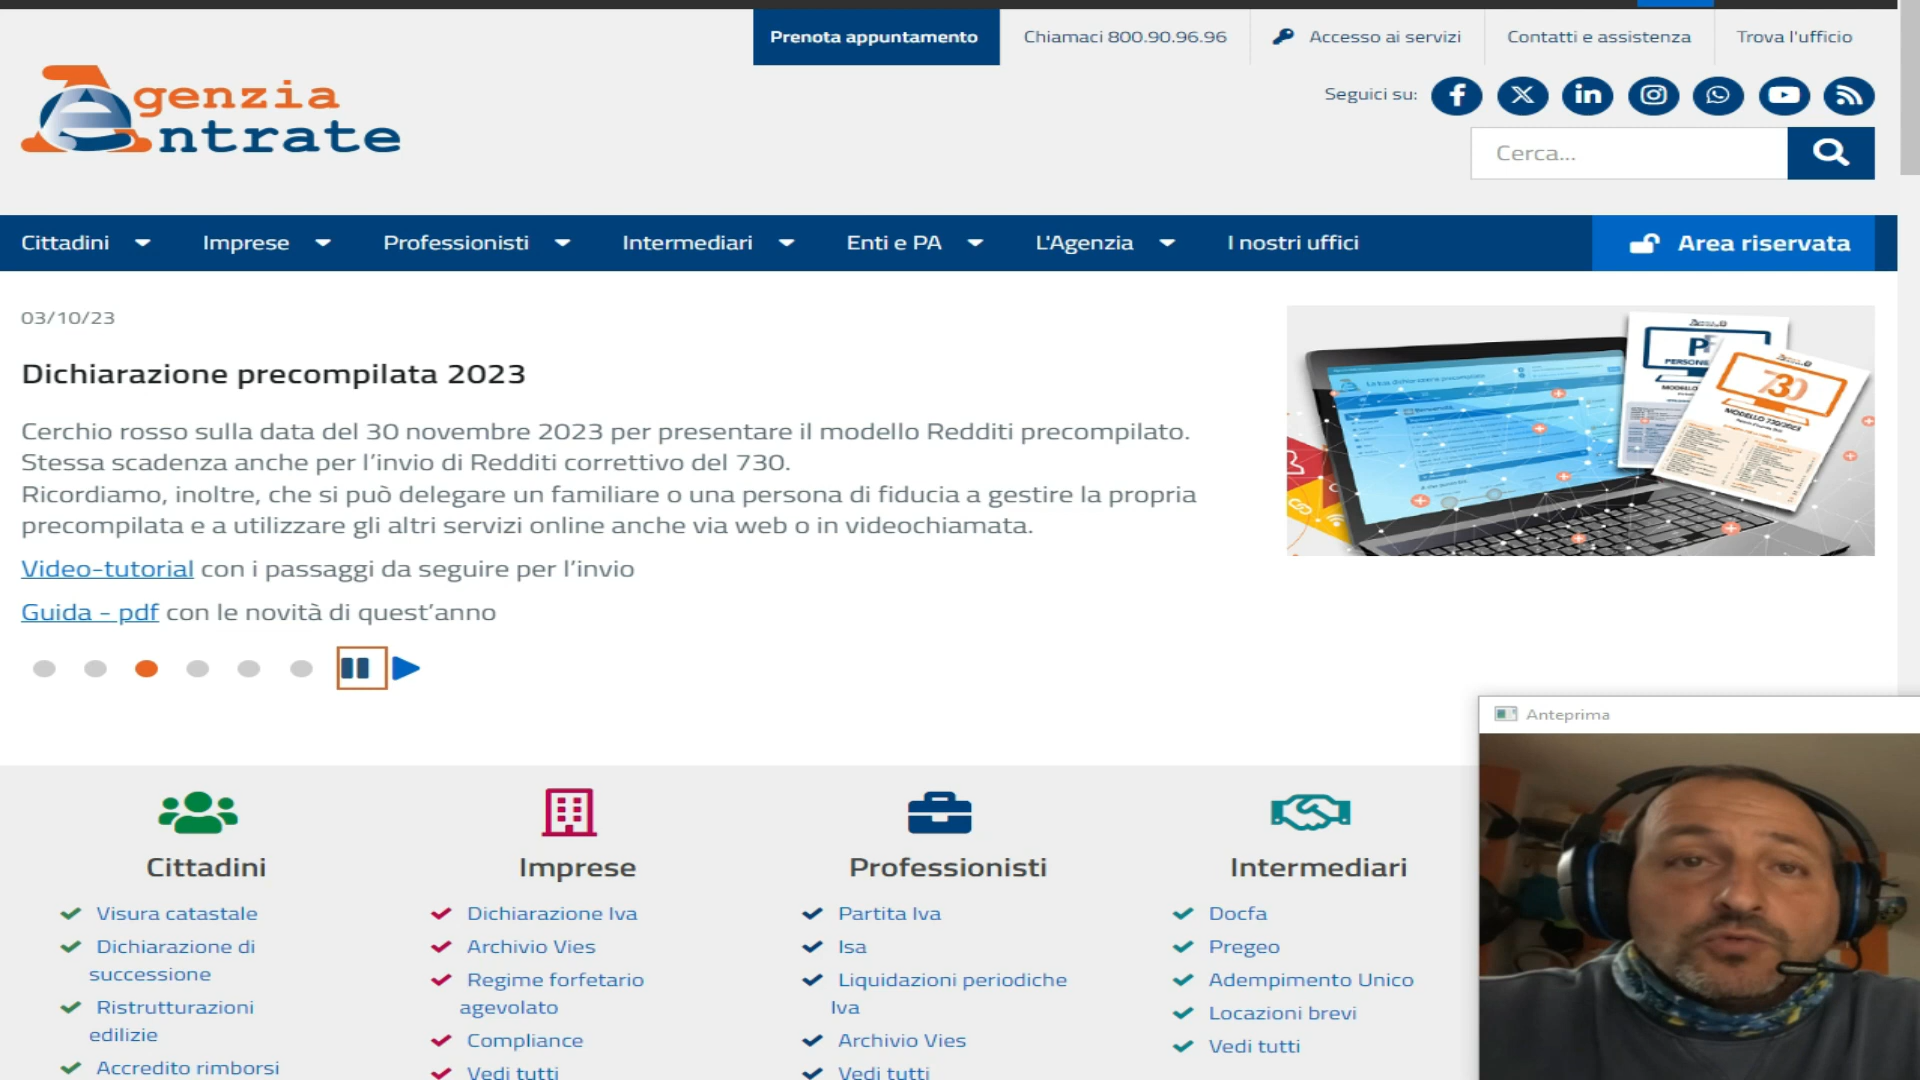 Prenota appuntamento
Chiamaci 800.90.96.96
Accesso ai servizi
Contatti e assistenza
Trova l'ufficio
Agenzia
Entrate
Seguici su:
Cerca...
Cittadini
Imprese
Professionisti
Intermediari
Enti e PA
L'Agenzia
I nostri uffici
Area riservata
03/10/23
Dichiarazione precompilata 2023
Cerchio rosso sulla data del 30 novembre 2023 per presentare il modello Redditi precompilato.
Stessa scadenza anche per l’invio di Redditi correttivo del 730.
Ricordiamo, inoltre, che si può delegare un familiare o una persona di fiducia a gestire la propria
precompilata e a utilizzare gli altri servizi online anche via web o in videochiamata.
Video-tutorial con i passaggi da seguire per l’invio
Guida - pdf con le novità di quest’anno
PF
PERSONE
MODELLO
730
MODELLO 730/2023
Anteprima
Cittadini
Visura catastale
Dichiarazione di
successione
Ristrutturazioni
edilizie
Accredito rimborsi
Imprese
Dichiarazione Iva
Archivio Vies
Regime forfetario
agevolato
Compliance
Vedi tutti
Professionisti
Partita Iva
Isa
Liquidazioni periodiche
Iva
Archivio Vies
Vedi tutti
Intermediari
Docfa
Pregeo
Adempimento Unico
Locazioni brevi
Vedi tutti